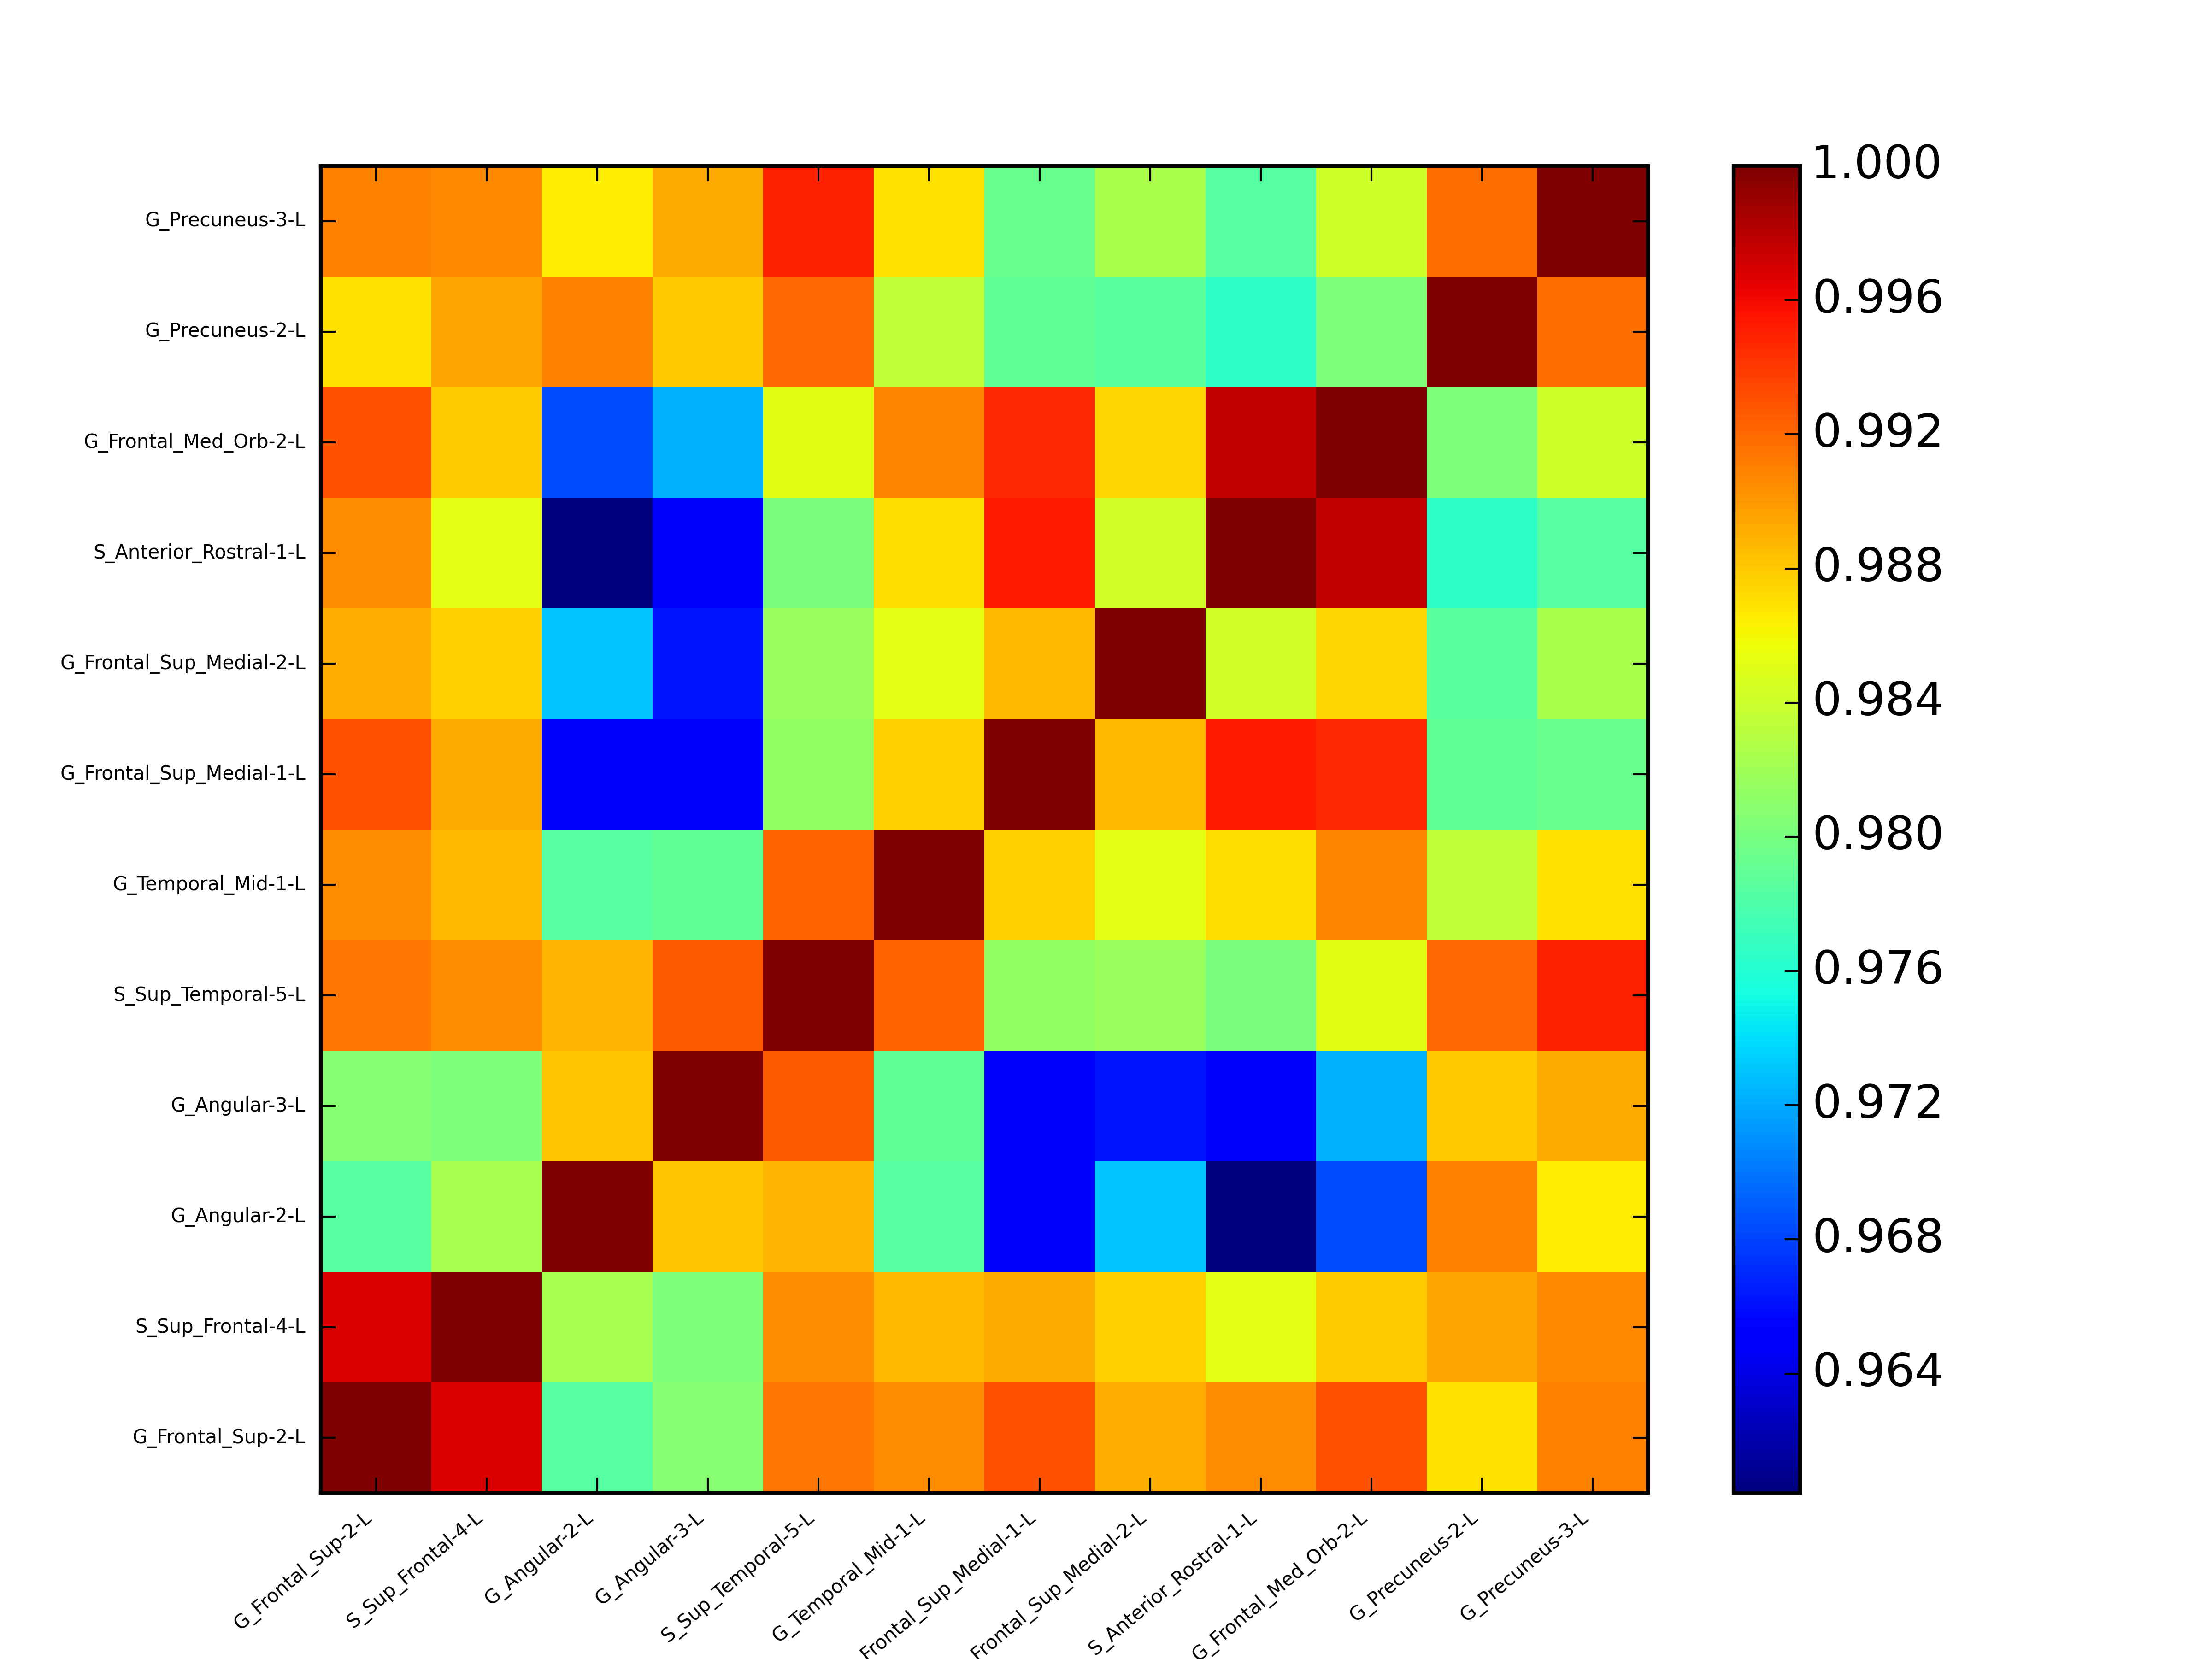 1.000
G_Precuneus-3-L
0.996
G_Precuneus-2-L
0.992
G_Frontal_Med_Orb-2-L
S_Anterior_Rostral-1-L
0.988
G_Frontal_Sup_Medial-2-L
0.984
G_Frontal_Sup_Medial-1-L
0.980
G_Temporal_Mid-1-L
0.976
S_Sup_Temporal-5-L
G_Angular-3-L
0.972
G_Angular-2-L
0.968
S_Sup_Frontal-4-L
0.964
G_Frontal_Sup-2-L
G_Frontal_Sup-2-L
S_Sup_Frontal-4-L
G_Angular-2-L
G_Angular-3-L
S_Sup_Temporal-5-L
G_Temporal_Mid-1-L
Frontal_Sup_Medial-1-L
Frontal_Sup_Medial-2-L
S_Anterior_Rostral-1-L
G_Frontal_Med_Orb-2-L
G_Precuneus-2-L
G_Precuneus-3-L